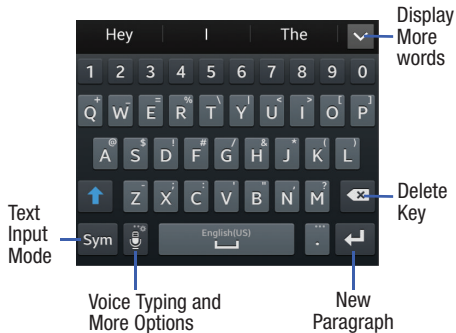 Display
More
words
Hey I The
1 2 3 4 5 6 7 8 9 0
+ - = % \ | < > [ ]
Q W E R T Y U I O P
@ $ ! # / & * ( )
A S D F G H J K L
- ; : ' " , ?
Z X C V B N M
Delete
Key
Text
Input
Mode
Sym English(US) .
Voice Typing and
More Options
New
Paragraph